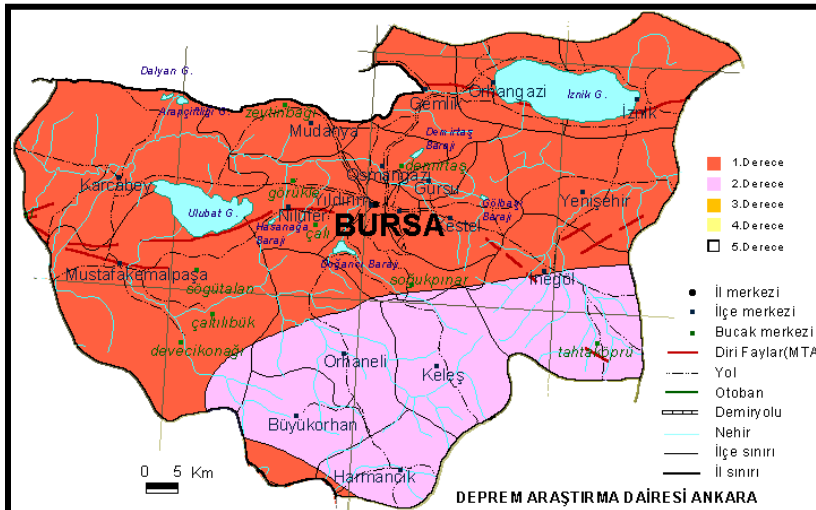 Dalyan G.
Arapçiftliği G.
zeytinbağı
Mudanya
Gemlik
Orhangazi
Iznik G.
İznik
Demirtaş Barajı
demirtaş
Osmangazi
Gürsu
Karcabey
görükle
Yıldırım
Nilüfer
Ulubat G.
Hasanağa Barajı
çalı
BURSA
Kestel
Gölbaşı Barajı
Yenişehir
Mustafakemalpaşa
Doğancı Barajı
soğukpınar
İnegöl
söğütalan
çaltılıbük
devecikonağı
Orhaneli
Keleş
tahtaköprü
Büyükorhan
Harmancık
0 5 Km
1.Derece
2.Derece
3.Derece
4.Derece
5.Derece
İl merkezi
İlçe merkezi
Bucak merkezi
Diri Faylar(MTA
Yol
Otoban
Demiryolu
Nehir
İlçe sınırı
İl sınırı
DEPREM ARAŞTIRMA DAİRESİ ANKARA